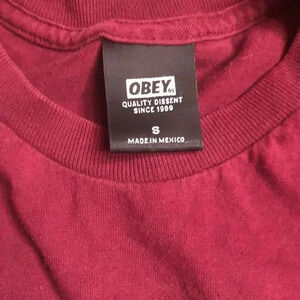 OBEY
QUALITY DISSENT
SINCE 1989
S
MADE IN MEXICO